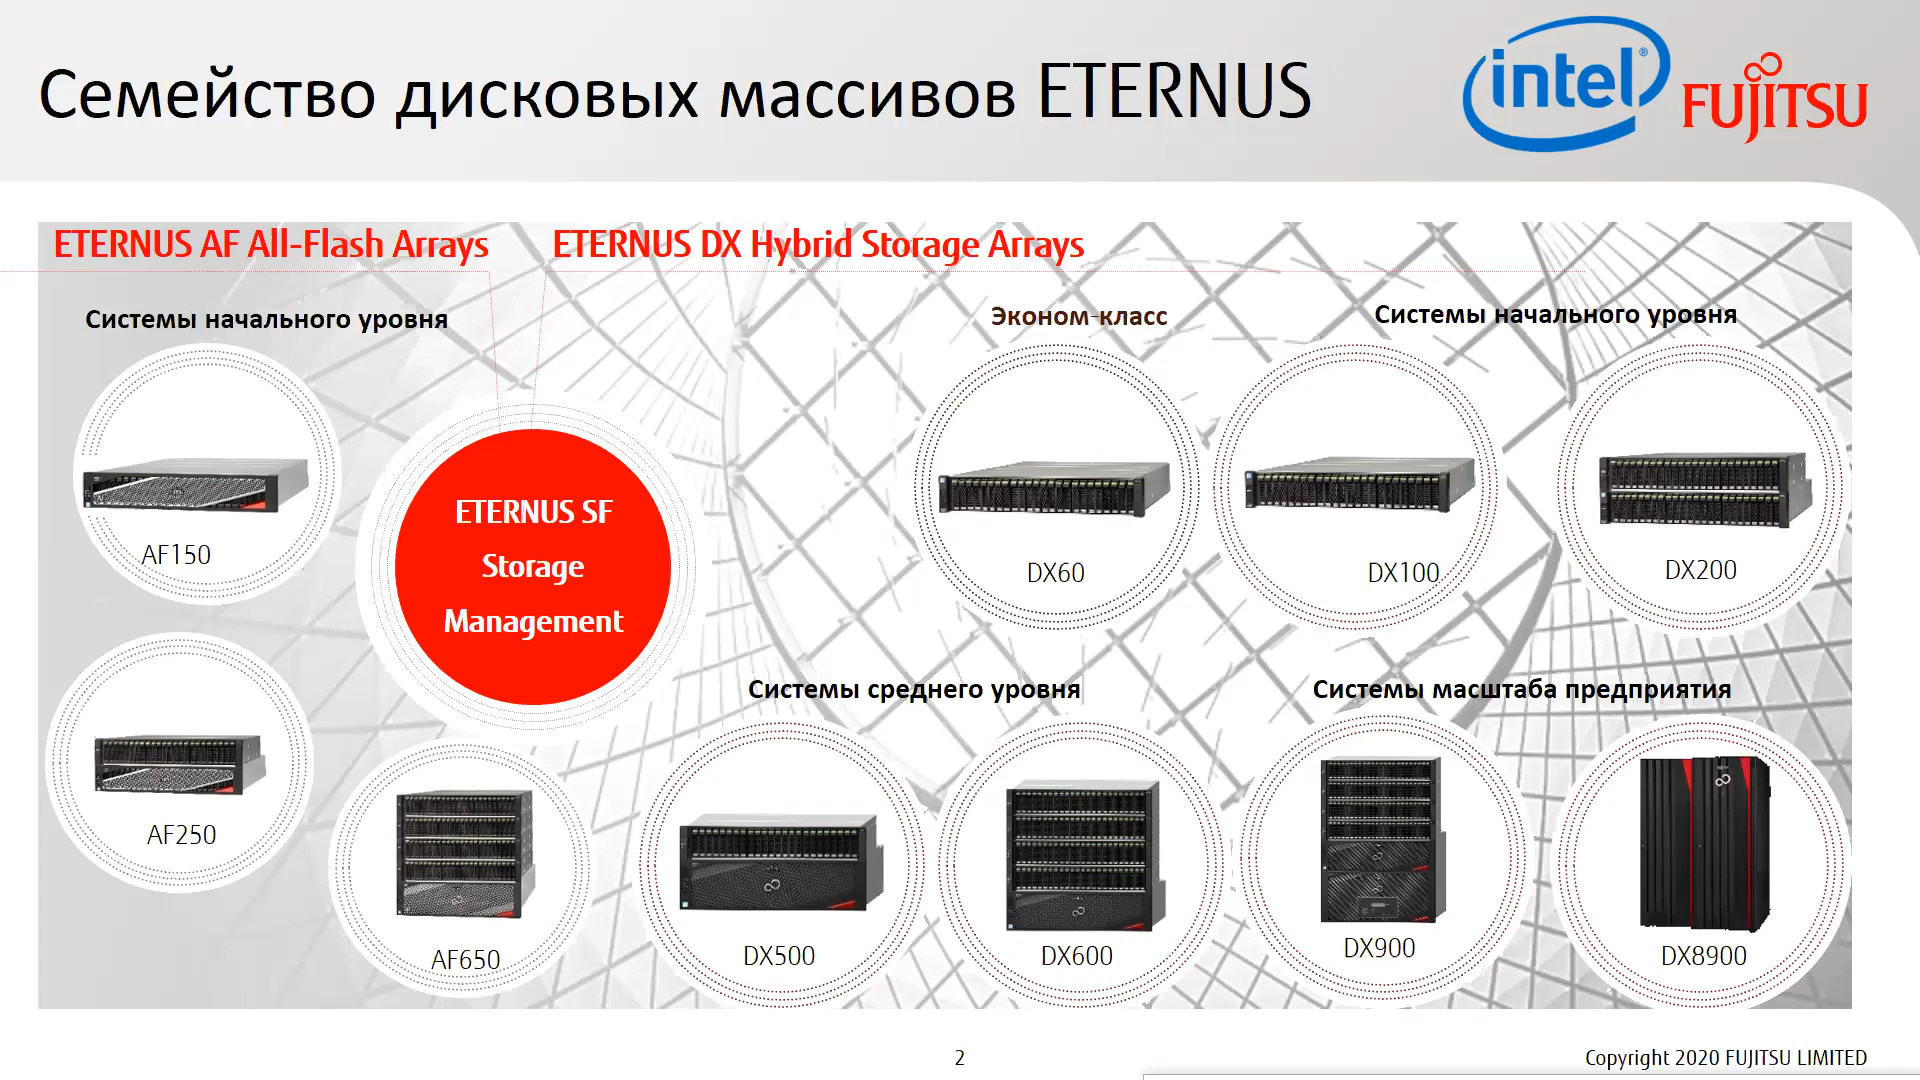 Семейство дисковых массивов ETERNUS
intel®
FUJITSU
ETERNUS AF All-Flash Arrays
ETERNUS DX Hybrid Storage Arrays
Системы начального уровня
Эконом-класс
Системы начального уровня
AF150
ETERNUS SF
Storage
Management
DX60
DX100
DX200
Системы среднего уровня
Системы масштаба предприятия
AF250
AF650
DX500
DX600
DX900
DX8900
2
Copyright 2020 FUJITSU LIMITED